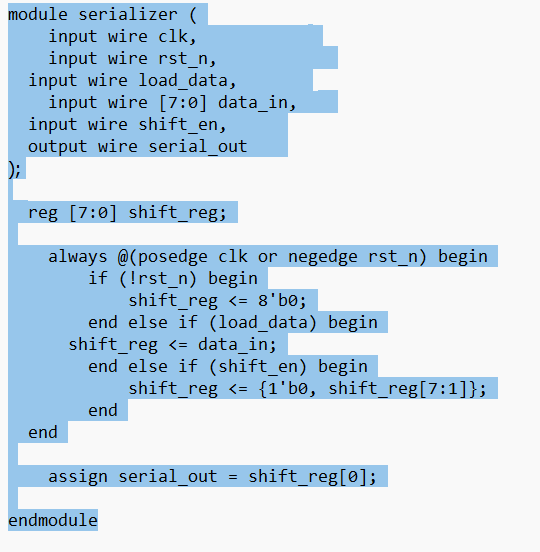 module serializer (
    input wire clk,
    input wire rst_n,
  input wire load_data,
    input wire [7:0] data_in,
  input wire shift_en,
  output wire serial_out
);
  reg [7:0] shift_reg;
    always @(posedge clk or negedge rst_n) begin
        if (!rst_n) begin
            shift_reg <= 8'b0;
        end else if (load_data) begin
      shift_reg <= data_in;
        end else if (shift_en) begin
            shift_reg <= {1'b0, shift_reg[7:1]};
        end
  end
    assign serial_out = shift_reg[0];
endmodule